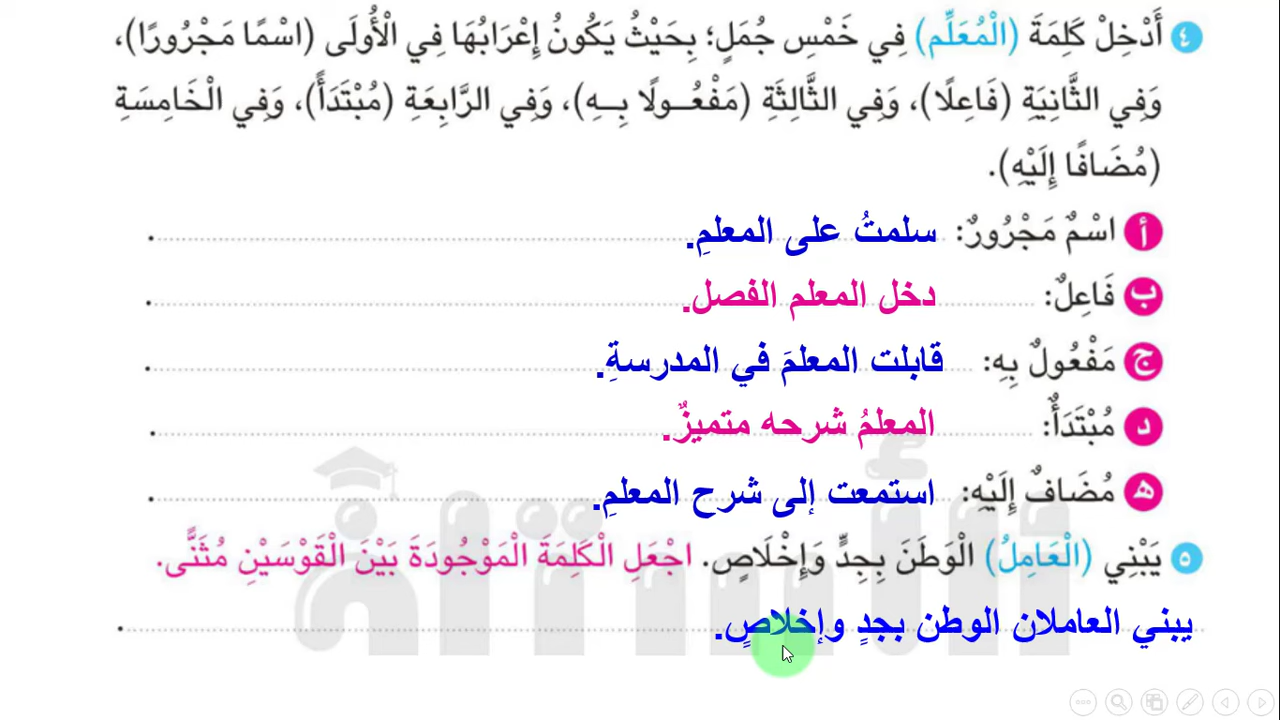 ٤ أَدْخِلْ كَلِمَةَ (الْمُعَلِّم) فِي خَمْسِ جُمَلٍ؛ بِحَيْثُ يَكُونُ إِعْرَابُهَا فِي الْأُولَى (اسْمًا مَجْرُورًا)،
وَفِي الثَّانِيَةِ (فَاعِلًا)، وَفِي الثَّالِثَةِ (مَفْعُـولًا بِـهِ)، وَفِي الرَّابِعَةِ (مُبْتَدَأً)، وَفِي الْخَامِسَةِ
(مُضَافًا إِلَيْهِ).
أ اسْمٌ مَجْرُورٌ: سلمتُ على المعلمِ.
ب فَاعِلٌ: دخل المعلم الفصل.
ج مَفْعُولٌ بِهِ: قابلت المعلمَ في المدرسةِ.
د مُبْتَدَأٌ: المعلمُ شرحه متميزٌ.
ه مُضَافٌ إِلَيْهِ: استمعت إلى شرح المعلمِ.
٥ يَبْنِي (الْعَامِلُ) الْوَطَنَ بِجِدٍّ وَإِخْلَاصٍ. اجْعَلِ الْكَلِمَةَ الْمَوْجُودَةَ بَيْنَ الْقَوْسَيْنِ مُثَنًّى.
يبني العاملان الوطن بجدٍ وإخلاصٍ.